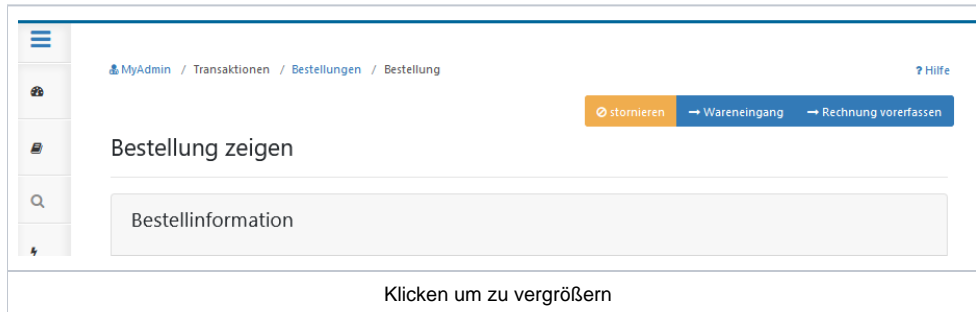 MyAdmin / Transaktionen / Bestellungen / Bestellung
? Hilfe
stornieren → Wareneingang → Rechnung vorerfassen
Bestellung zeigen
Bestellinformation
Klicken um zu vergrößern